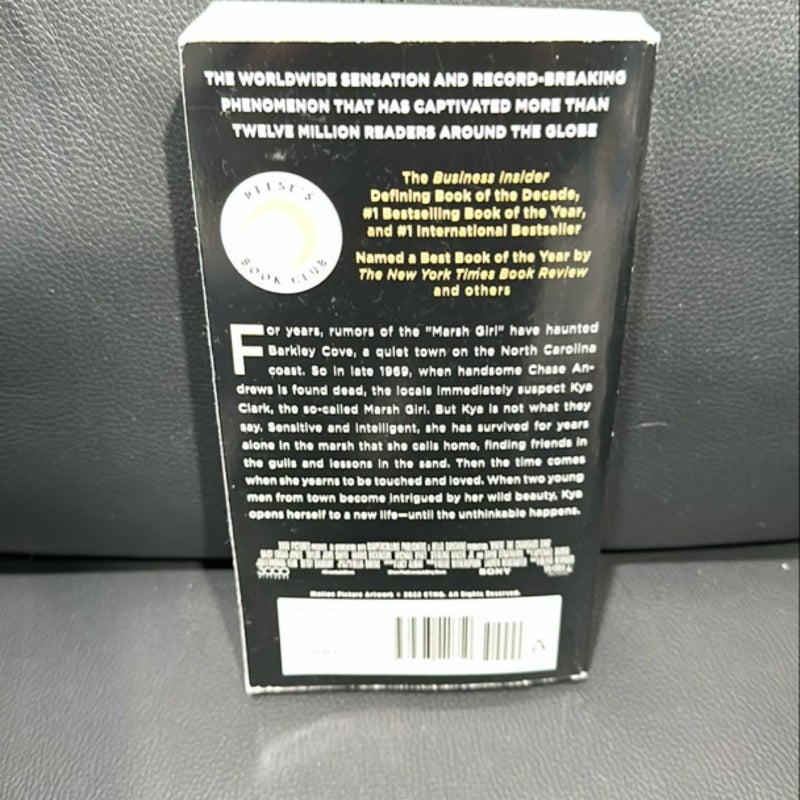 THE WORLDWIDE SENSATION AND RECORD-BREAKING
PHENOMENON THAT HAS CAPTIVATED MORE THAN
TWELVE MILLION READERS AROUND THE GLOBE
REESE'S
BOOK CLUB
The Business Insider
Defining Book of the Decade,
#1 Bestselling Book of the Year,
and #1 International Bestseller
Named a Best Book of the Year by
The New York Times Book Review
and others
For years, rumors of the "Marsh Girl" have haunted
Barkley Cove, a quiet town on the North Carolina
coast. So in late 1969, when handsome Chase An-
drews is found dead, the locals immediately suspect Kya
Clark, the so-called Marsh Girl. But Kya is not what they
say. Sensitive and intelligent, she has survived for years
alone in the marsh that she calls home, finding friends in
the gulls and lessons in the sand. Then the time comes
when she yearns to be touched and loved. When two young
men from town become intrigued by her wild beauty, Kya
opens herself to a new life—until the unthinkable happens.
3000 PICTURES
SONY
Motion Picture Artwork © 2022 CTMG. All Rights Reserved.